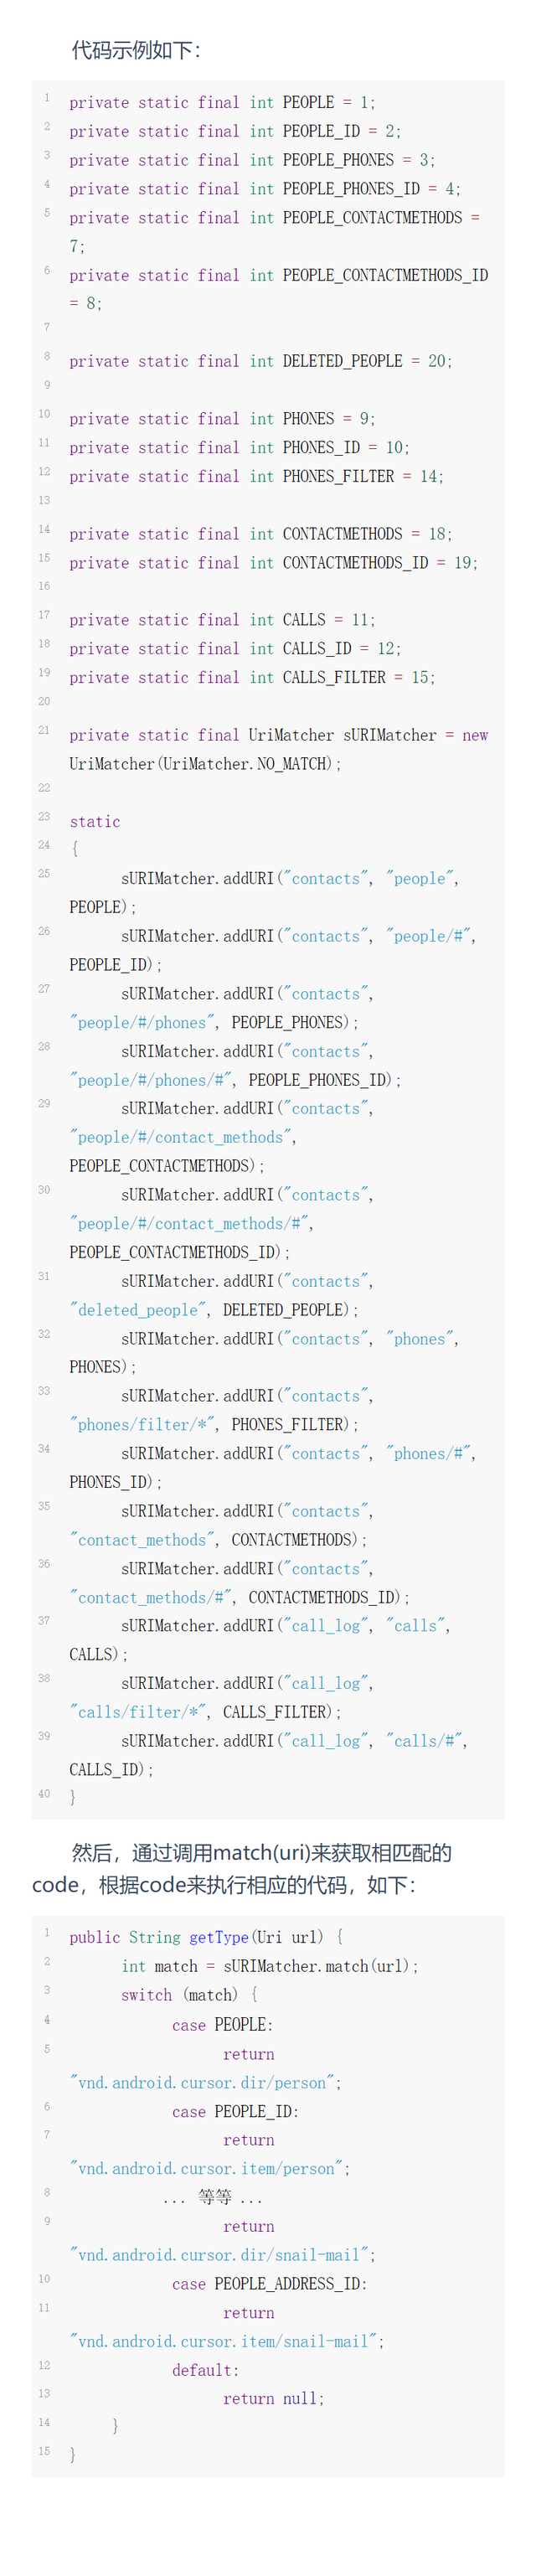 代码示例如下：
1 private static final int PEOPLE = 1;
2 private static final int PEOPLE_ID = 2;
3 private static final int PEOPLE_PHONES = 3;
4 private static final int PEOPLE_PHONES_ID = 4;
5 private static final int PEOPLE_CONTACTMETHODS =
7;
6 private static final int PEOPLE_CONTACTMETHODS_ID
= 8;
7
8 private static final int DELETED_PEOPLE = 20;
9
10 private static final int PHONES = 9;
11 private static final int PHONES_ID = 10;
12 private static final int PHONES_FILTER = 14;
13
14 private static final int CONTACTMETHODS = 18;
15 private static final int CONTACTMETHODS_ID = 19;
16
17 private static final int CALLS = 11;
18 private static final int CALLS_ID = 12;
19 private static final int CALLS_FILTER = 15;
20
21 private static final UriMatcher sURIMatcher = new
UriMatcher(UriMatcher.NO_MATCH);
22
23 static
24 {
25 sURIMatcher.addURI("contacts", "people",
PEOPLE);
26 sURIMatcher.addURI("contacts", "people/#",
PEOPLE_ID);
27 sURIMatcher.addURI("contacts",
"people/#/phones", PEOPLE_PHONES);
28 sURIMatcher.addURI("contacts",
"people/#/phones/#", PEOPLE_PHONES_ID);
29 sURIMatcher.addURI("contacts",
"people/#/contact_methods",
PEOPLE_CONTACTMETHODS);
30 sURIMatcher.addURI("contacts",
"people/#/contact_methods/#",
PEOPLE_CONTACTMETHODS_ID);
31 sURIMatcher.addURI("contacts",
"deleted_people", DELETED_PEOPLE);
32 sURIMatcher.addURI("contacts", "phones",
PHONES);
33 sURIMatcher.addURI("contacts",
"phones/filter/*", PHONES_FILTER);
34 sURIMatcher.addURI("contacts", "phones/#",
PHONES_ID);
35 sURIMatcher.addURI("contacts",
"contact_methods", CONTACTMETHODS);
36 sURIMatcher.addURI("contacts",
"contact_methods/#", CONTACTMETHODS_ID);
37 sURIMatcher.addURI("call_log", "calls",
CALLS);
38 sURIMatcher.addURI("call_log",
"calls/filter/*", CALLS_FILTER);
39 sURIMatcher.addURI("call_log", "calls/#",
CALLS_ID);
40 }
然后，通过调用match(uri)来获取相匹配的
code，根据code来执行相应的代码，如下：
1 public String getType(Uri url) {
2 int match = sURIMatcher.match(url);
3 switch (match) {
4 case PEOPLE:
5 return
"vnd.android.cursor.dir/person";
6 case PEOPLE_ID:
7 return
"vnd.android.cursor.item/person";
8 ... 等等 ...
9 return
"vnd.android.cursor.dir/snail-mail";
10 case PEOPLE_ADDRESS_ID:
11 return
"vnd.android.cursor.item/snail-mail";
12 default:
13 return null;
14 }
15 }